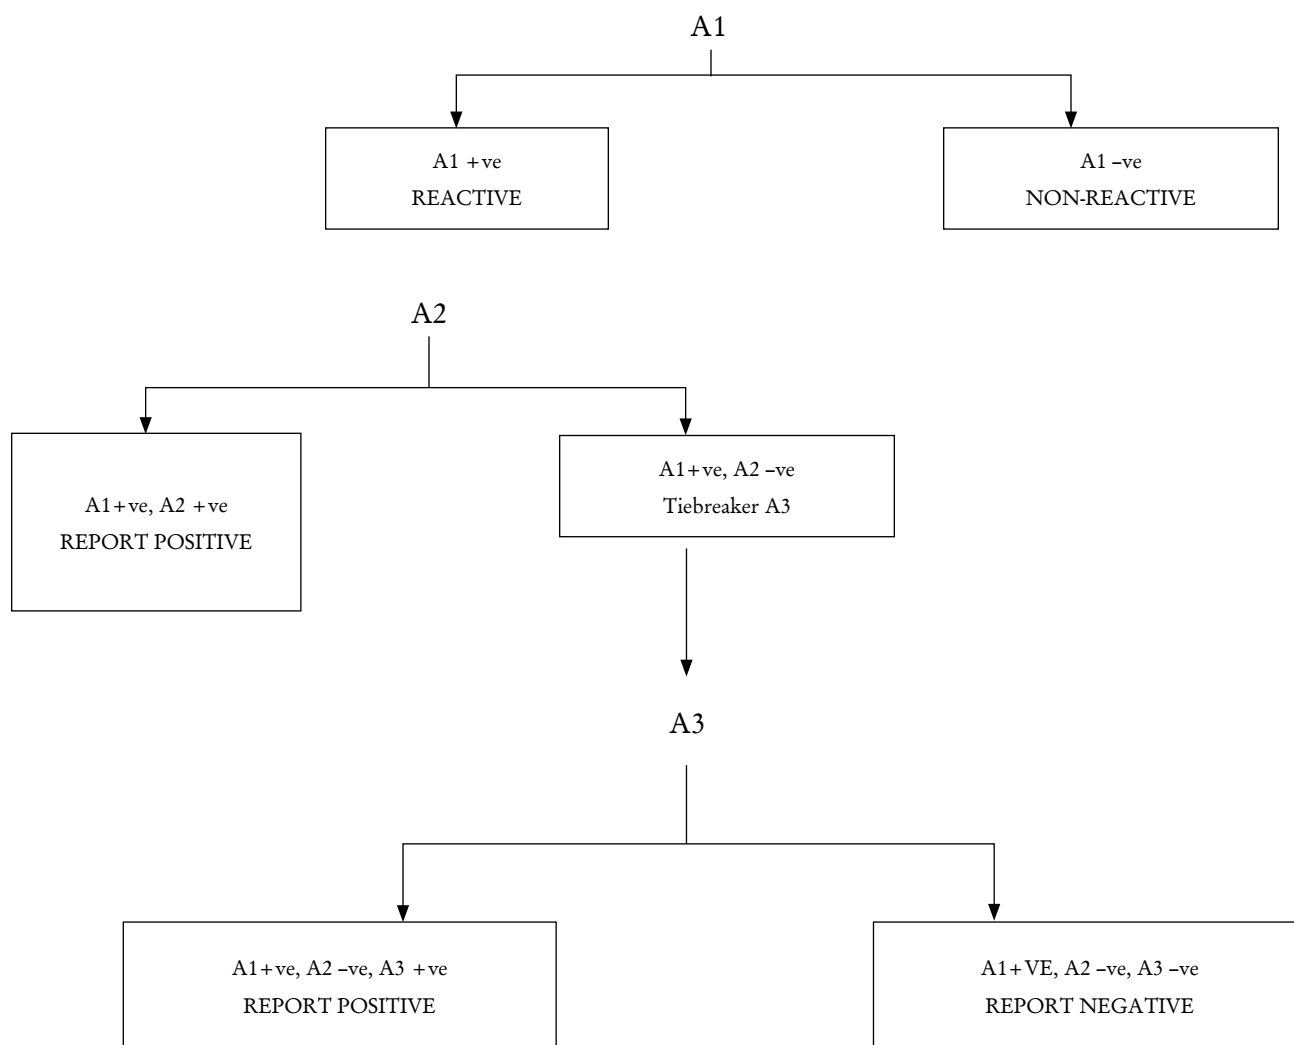 A1
A1 +ve
REACTIVE
A1 –ve
NON-REACTIVE
A2
A1+ve, A2 +ve
REPORT POSITIVE
A1+ve, A2 –ve
Tiebreaker A3
A3
A1+ve, A2 –ve, A3 +ve
REPORT POSITIVE
A1+VE, A2 –ve, A3 –ve
REPORT NEGATIVE